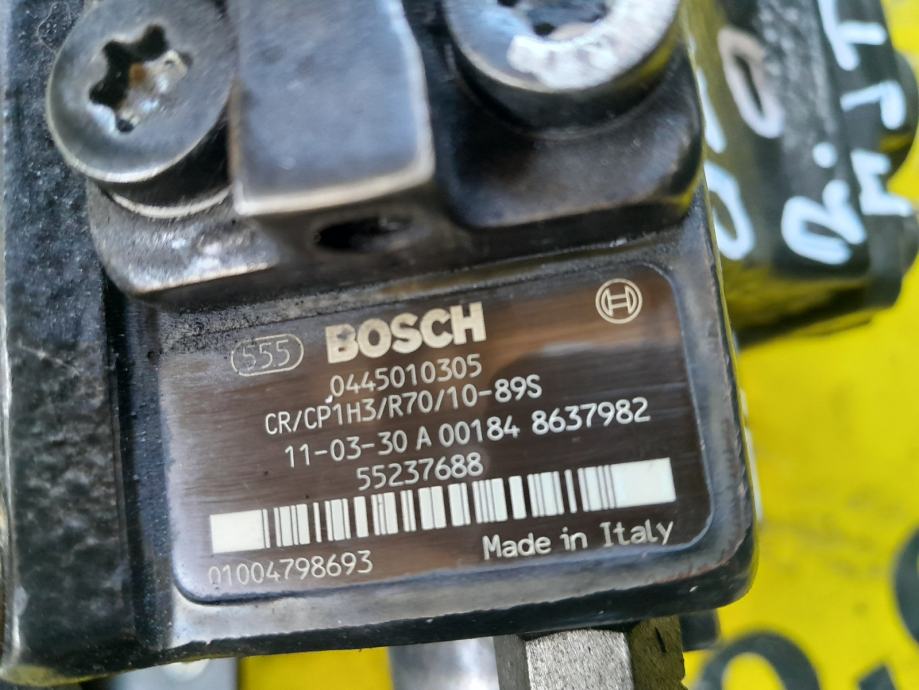 555 BOSCH
0445010305
CR/CP1H3/R70/10-89S
11-03-30 A 00184 8637982
55237688
01004798693 Made in Italy